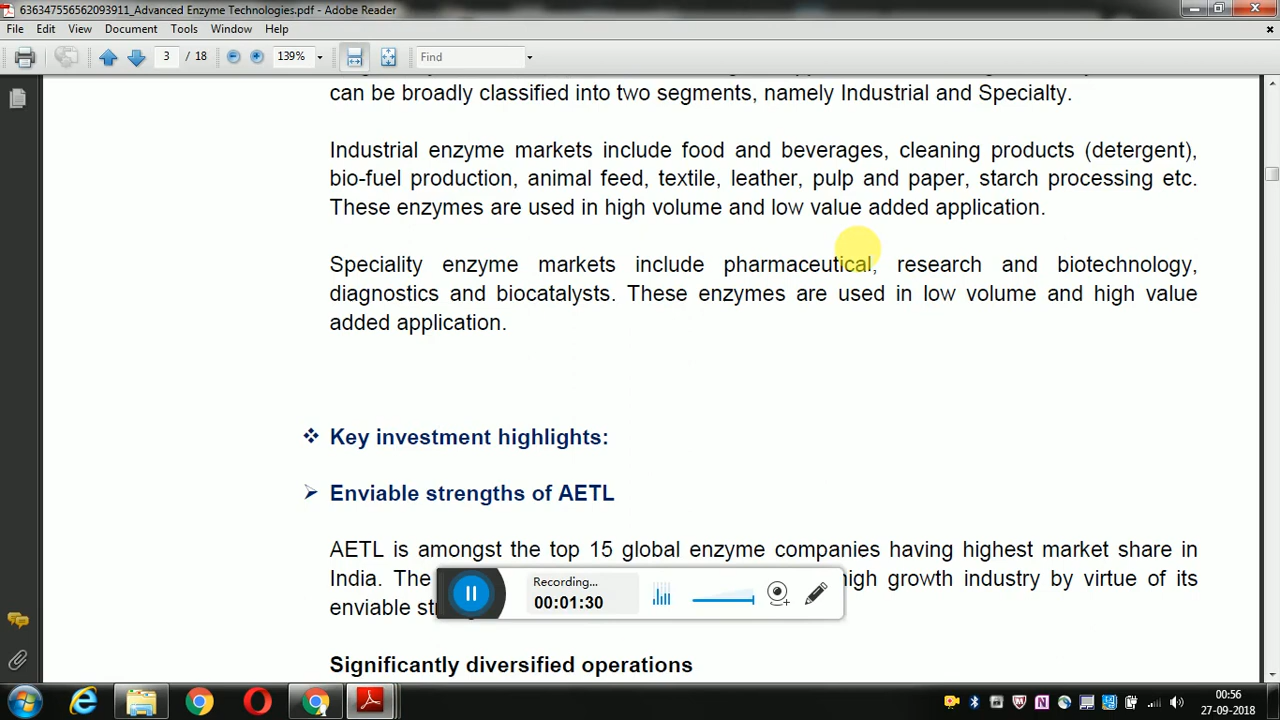 636347556562093911_Advanced Enzyme Technologies.pdf - Adobe Reader
File Edit View Document Tools Window Help
3 / 18 139% Find
can be broadly classified into two segments, namely Industrial and Specialty.
Industrial enzyme markets include food and beverages, cleaning products (detergent),
bio-fuel production, animal feed, textile, leather, pulp and paper, starch processing etc.
These enzymes are used in high volume and low value added application.
Speciality enzyme markets include pharmaceutical, research and biotechnology,
diagnostics and biocatalysts. These enzymes are used in low volume and high value
added application.
❖ Key investment highlights:
➢ Enviable strengths of AETL
AETL is amongst the top 15 global enzyme companies having highest market share in
India. The high growth industry by virtue of its
enviable
Recording...
00:01:30
Significantly diversified operations
00:56
27-09-2018